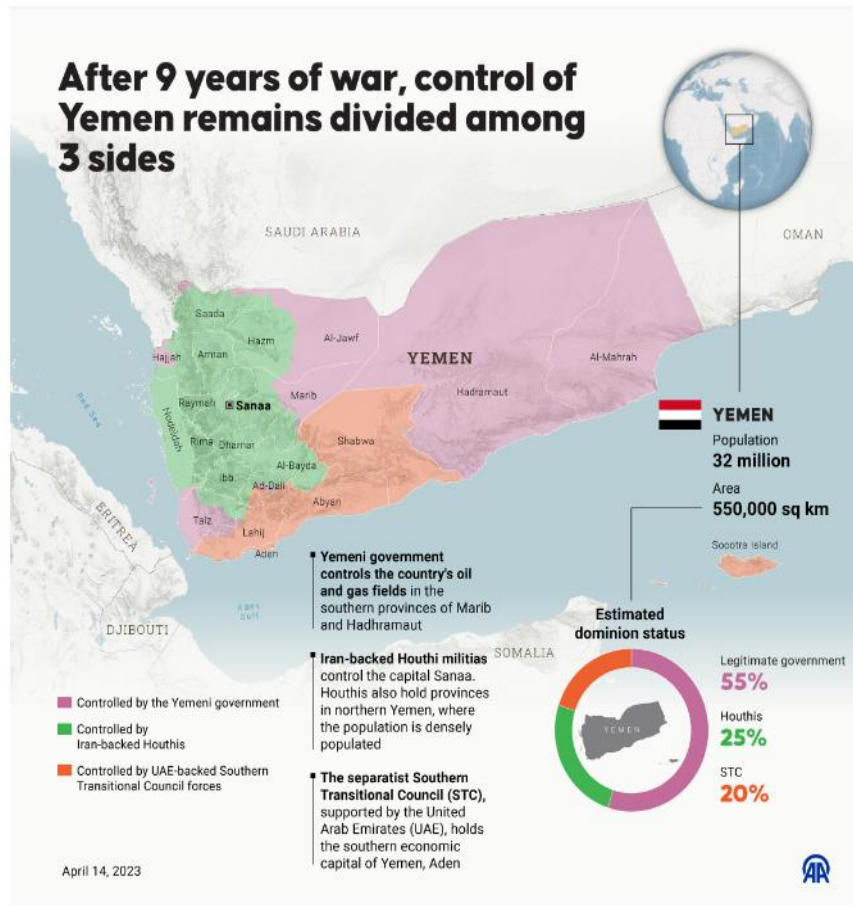 After 9 years of war, control of
Yemen remains divided among
3 sides
SAUDI ARABIA
OMAN
Saada
Hazm
Al-Jawf
Hajjah
Amran
YEMEN
Al-Mahrah
Marib
Hadramaut
Raymah
Sanaa
Hodeidah
Rima
Dhamar
Shabwa
Al-Bayda
Ibb
Ad-Dali
Abyan
Taiz
Lahij
Aden
Red Sea
ERITREA
DJIBOUTI
SOMALIA
YEMEN
Population
32 million
Area
550,000 sq km
Socotra Island
Yemeni government
controls the country's oil
and gas fields in the
southern provinces of Marib
and Hadhramaut
Iran-backed Houthi militias
control the capital Sanaa.
Houthis also hold provinces
in northern Yemen, where
the population is densely
populated
The separatist Southern
Transitional Council (STC),
supported by the United
Arab Emirates (UAE), holds
the southern economic
capital of Yemen, Aden
Controlled by the Yemeni government
Controlled by
Iran-backed Houthis
Controlled by UAE-backed Southern
Transitional Council forces
Estimated
dominion status
YEMEN
Legitimate government
55%
Houthis
25%
STC
20%
April 14, 2023
AA